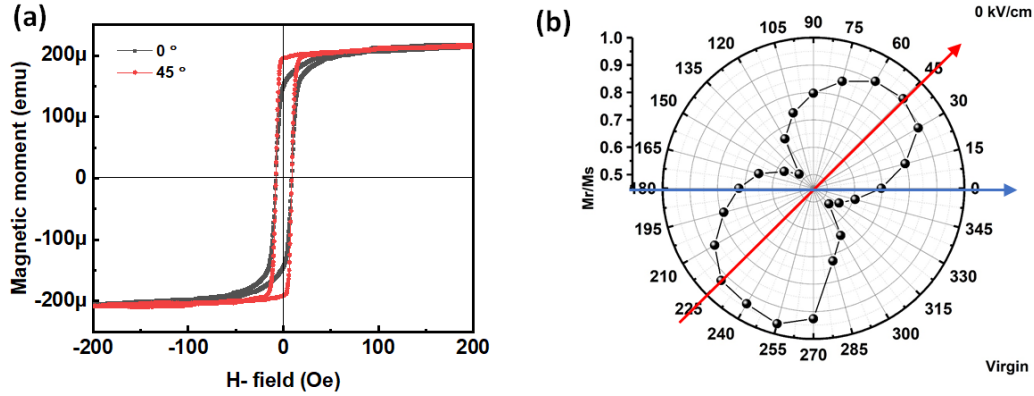 (a)
200µ
100µ
0
-100µ
-200µ
-200
-100
0
100
200
Magnetic moment (emu)
H- field (Oe)
0 º
45 º
(b)
0 kV/cm
Virgin
Mr/Ms
1.0
0.9
0.8
0.7
0.6
0.5
0
15
30
45
60
75
90
105
120
135
150
165
180
195
210
225
240
255
270
285
300
315
330
345